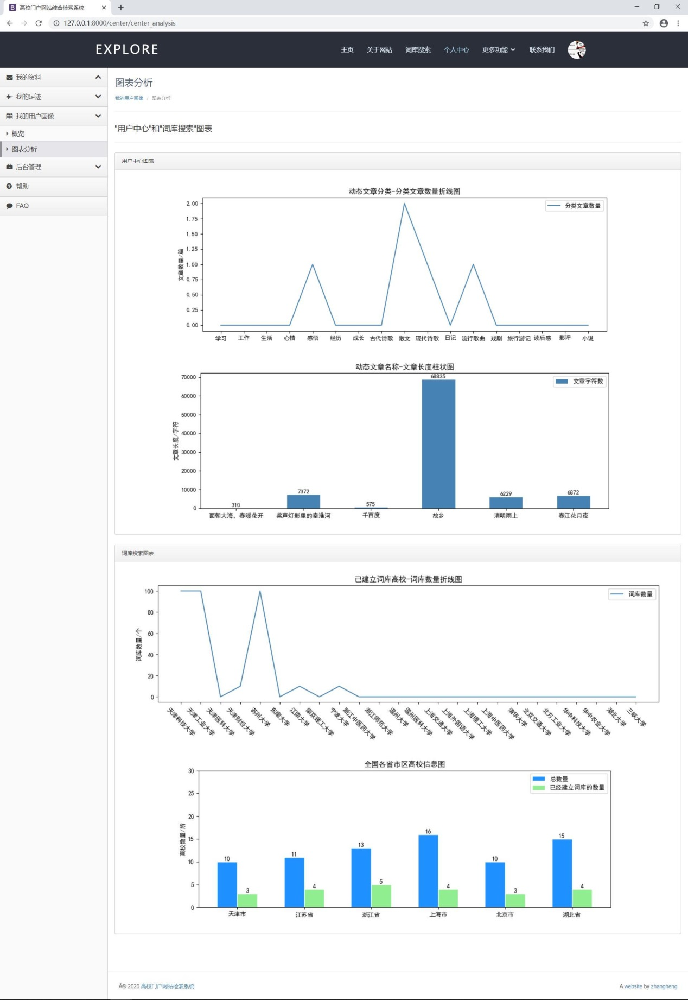 高校门户网站综合检索系统
127.0.0.1:8000/center/center_analysis
EXPLORE
主页 关于网站 词库搜索 个人中心 更多功能 联系我们
我的资料
我的足迹
我的用户画像
概览
图表分析
后台管理
帮助
FAQ
图表分析
我的用户画像 / 图表分析
"用户中心"和"词库搜索"图表
用户中心图表
动态文章分类-分类文章数量折线图
分类文章数量
文章数量/篇
2.00
1.75
1.50
1.25
1.00
0.75
0.50
0.25
0.00
学习 工作 生活 心情 感悟 经历 成长 古代诗歌 散文 现代诗歌 日记 流行歌曲 戏剧 旅行游记 读后感 影评 小说
动态文章名称-文章长度柱状图
文章字符数
文章长度/字符
70000
60000
50000
40000
30000
20000
10000
0
310 7372 575 68835 6229 6872
面朝大海，春暖花开 桨声灯影里的秦淮河 千百度 故乡 清明雨上 春江花月夜
词库搜索图表
已建立词库高校-词库数量折线图
词库数量
词库数量/个
100
80
60
40
20
0
天津科技大学 天津工业大学 天津医科大学 天津财经大学 苏州大学 东南大学 江南大学 南京理工大学 宁波大学 浙江中医药大学 浙江师范大学 温州大学 温州医科大学 上海交通大学 上海外国语大学 上海理工大学 上海中医药大学 清华大学 北京交通大学 北方工业大学 华中科技大学 华中农业大学 湖北大学 三峡大学
全国各省市区高校信息图
总数量
已经建立词库的数量
高校数量/所
30
25
20
15
10
5
0
10 3 11 4 13 5 16 4 10 3 15 4
天津市 江苏省 浙江省 上海市 北京市 湖北省
Â© 2020 高校门户网站检索系统
A website by zhangheng